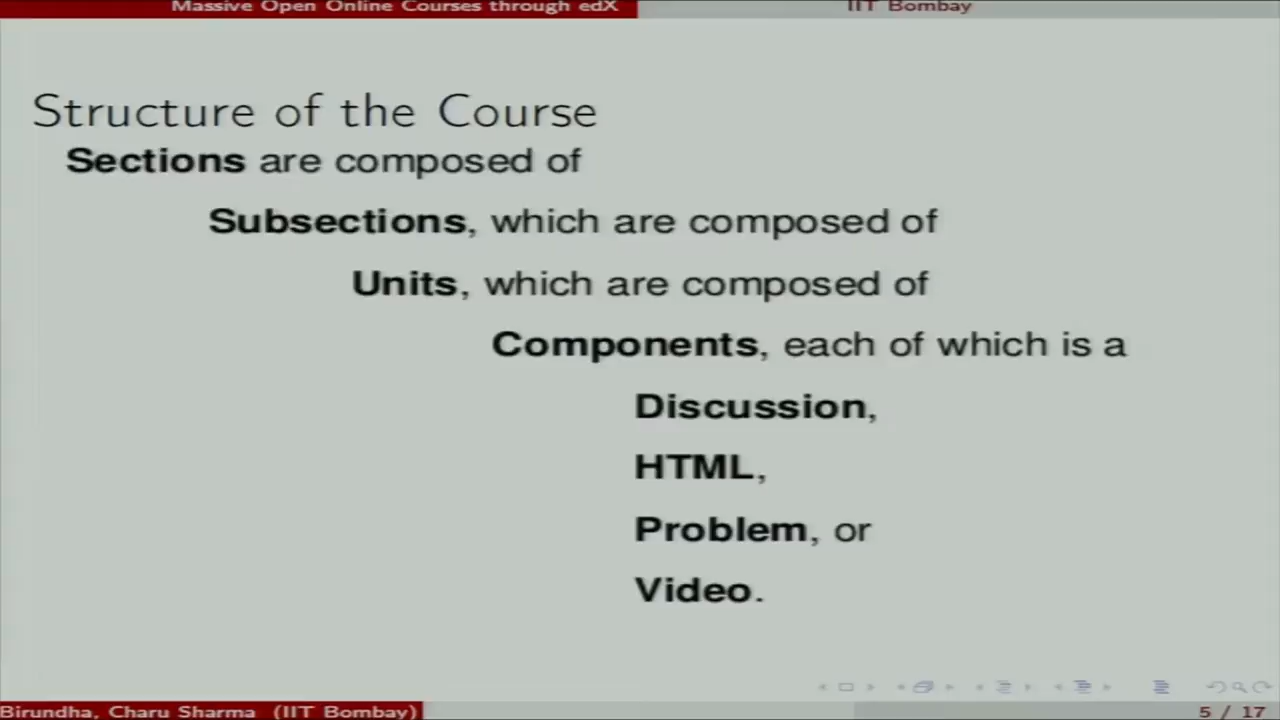 Massive Open Online Courses through edX
IIT Bombay
Structure of the Course
Sections are composed of
Subsections, which are composed of
Units, which are composed of
Components, each of which is a
Discussion,
HTML,
Problem, or
Video.
Birundha, Charu Sharma (IIT Bombay)
5 / 17